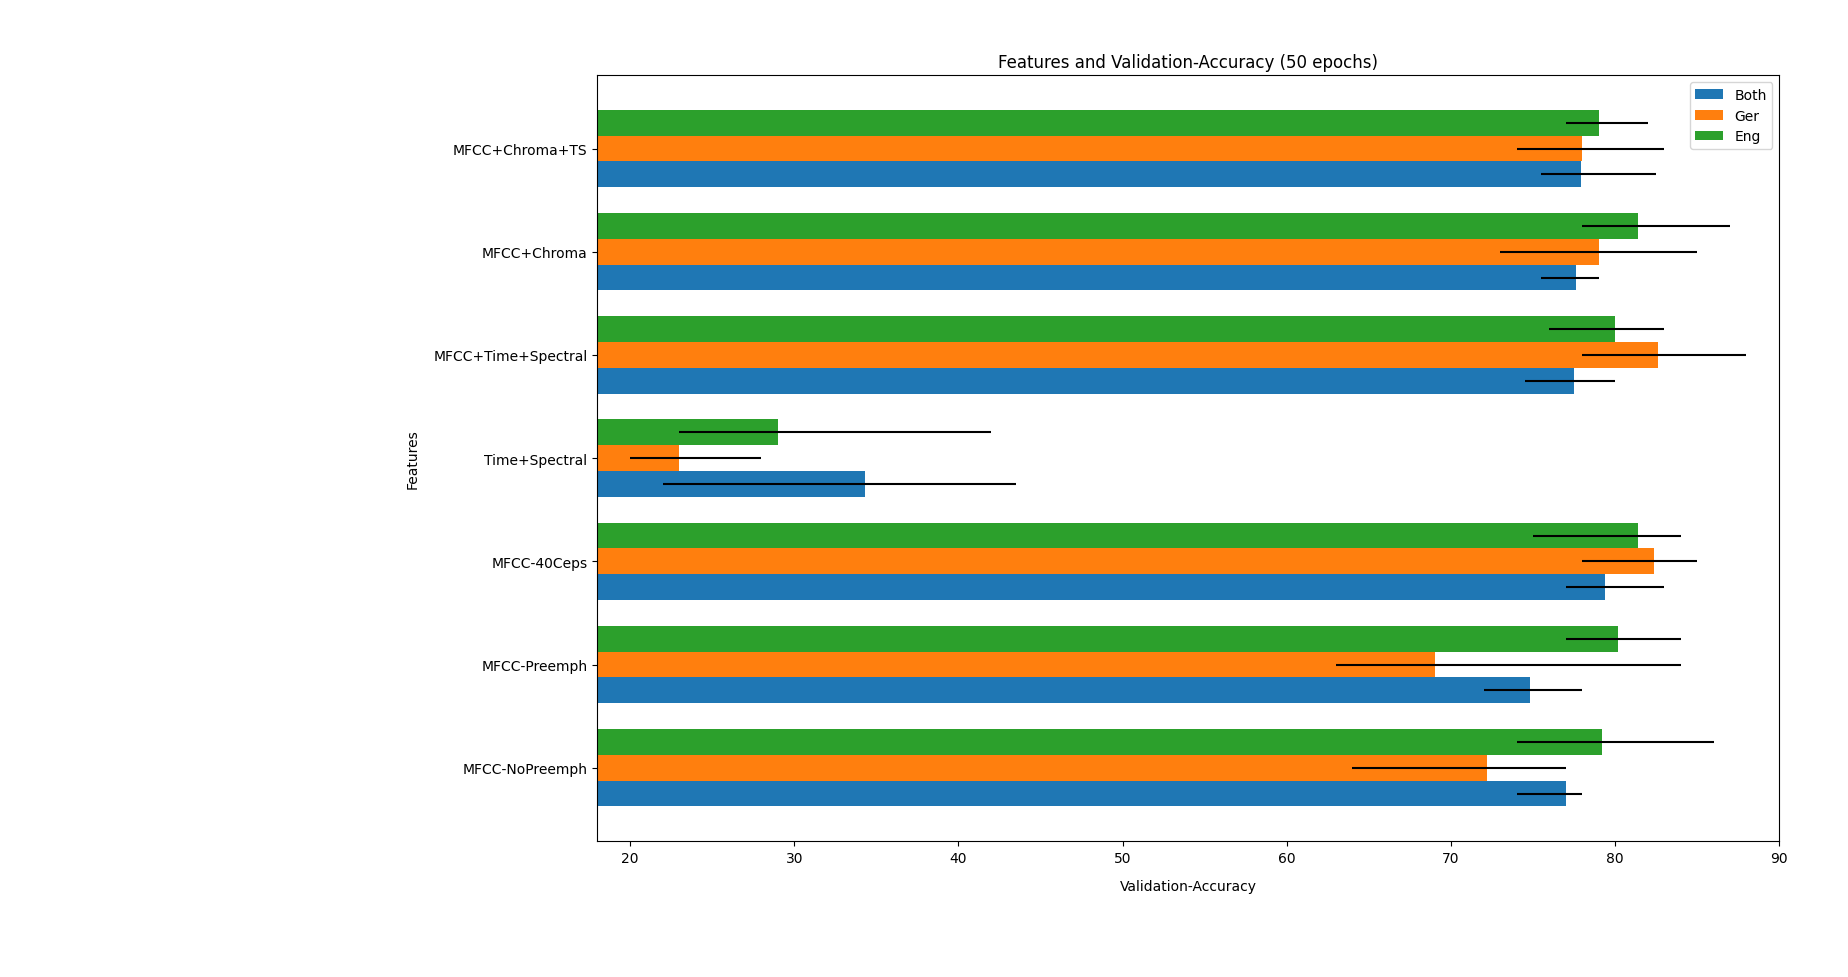 Features and Validation-Accuracy (50 epochs)
Both
Ger
Eng
MFCC+Chroma+TS
MFCC+Chroma
MFCC+Time+Spectral
Time+Spectral
MFCC-40Ceps
MFCC-Preemph
MFCC-NoPreemph
Features
20 30 40 50 60 70 80 90
Validation-Accuracy